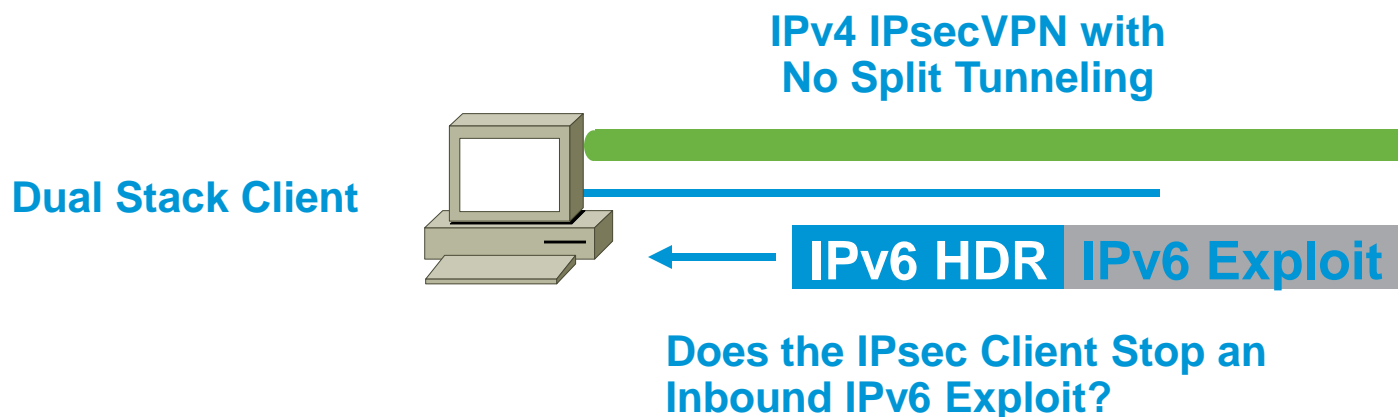 IPv4 IPsecVPN with
No Split Tunneling
Dual Stack Client
IPv6 HDR IPv6 Exploit
Does the IPsec Client Stop an
Inbound IPv6 Exploit?